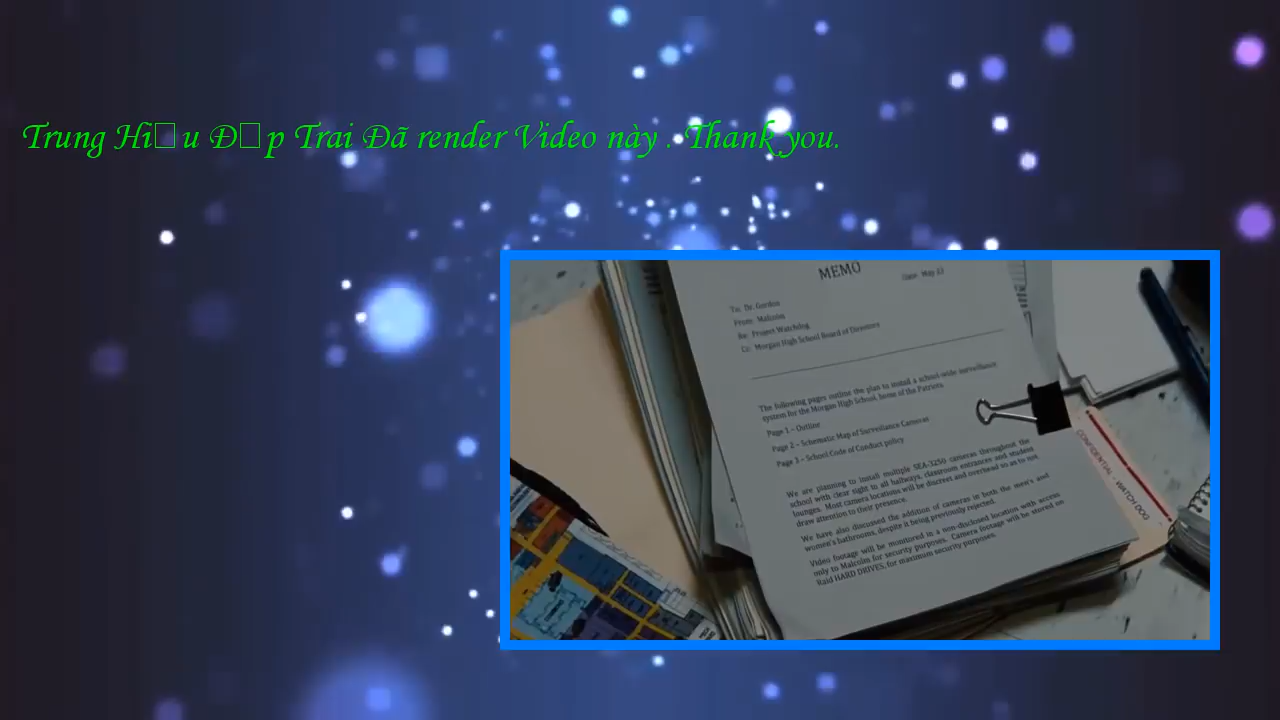 Trung Hi□u Đ□p Trai Đã render Video này . Thank you.
MEMO
Date: May 13
To: Dr. Gordon
From: Malcolm
Re: Project Watchdog
Cc: Morgan High School Board of Directors
The following pages outline the plan to install a school-wide surveillance
system for the Morgan High School, home of the Patriots.
Page 1 – Outline
Page 2 – Schematic Map of Surveillance Cameras
Page 3 – School Code of Conduct policy
We are planning to install multiple SEA-3250 cameras throughout the
school with clear sight to all hallways, classroom entrances and student
lounges. Most camera locations will be discreet and overhead so as to not
draw attention to their presence.
We have also discussed the addition of cameras in both the men's and
women's bathrooms, despite it being previously rejected.
Video footage will be monitored in a non-disclosed location with access
only to Malcolm for security purposes. Camera footage will be stored on
Raid HARD DRIVES, for maximum security purposes.
CONFIDENTIAL – WATCH DOG